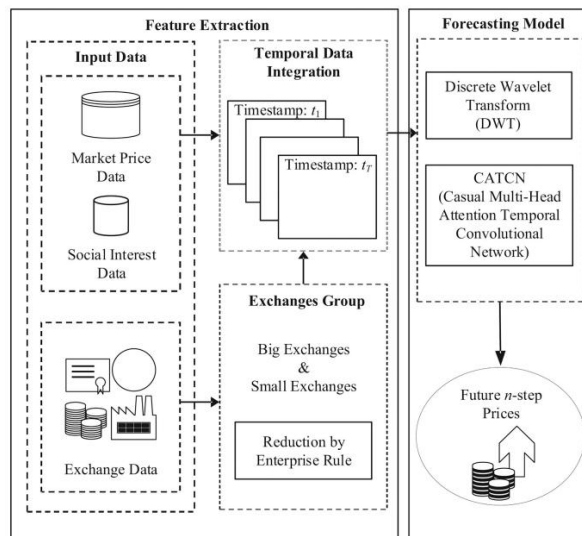 Feature Extraction
Input Data
Market Price
Data
Social Interest
Data
Exchange Data
Temporal Data
Integration
Timestamp: t1
Timestamp: tT
Exchanges Group
Big Exchanges
&
Small Exchanges
Reduction by
Enterprise Rule
Forecasting Model
Discrete Wavelet
Transform
(DWT)
CATCN
(Casual Multi-Head
Attention Temporal
Convolutional
Network)
Future n-step
Prices